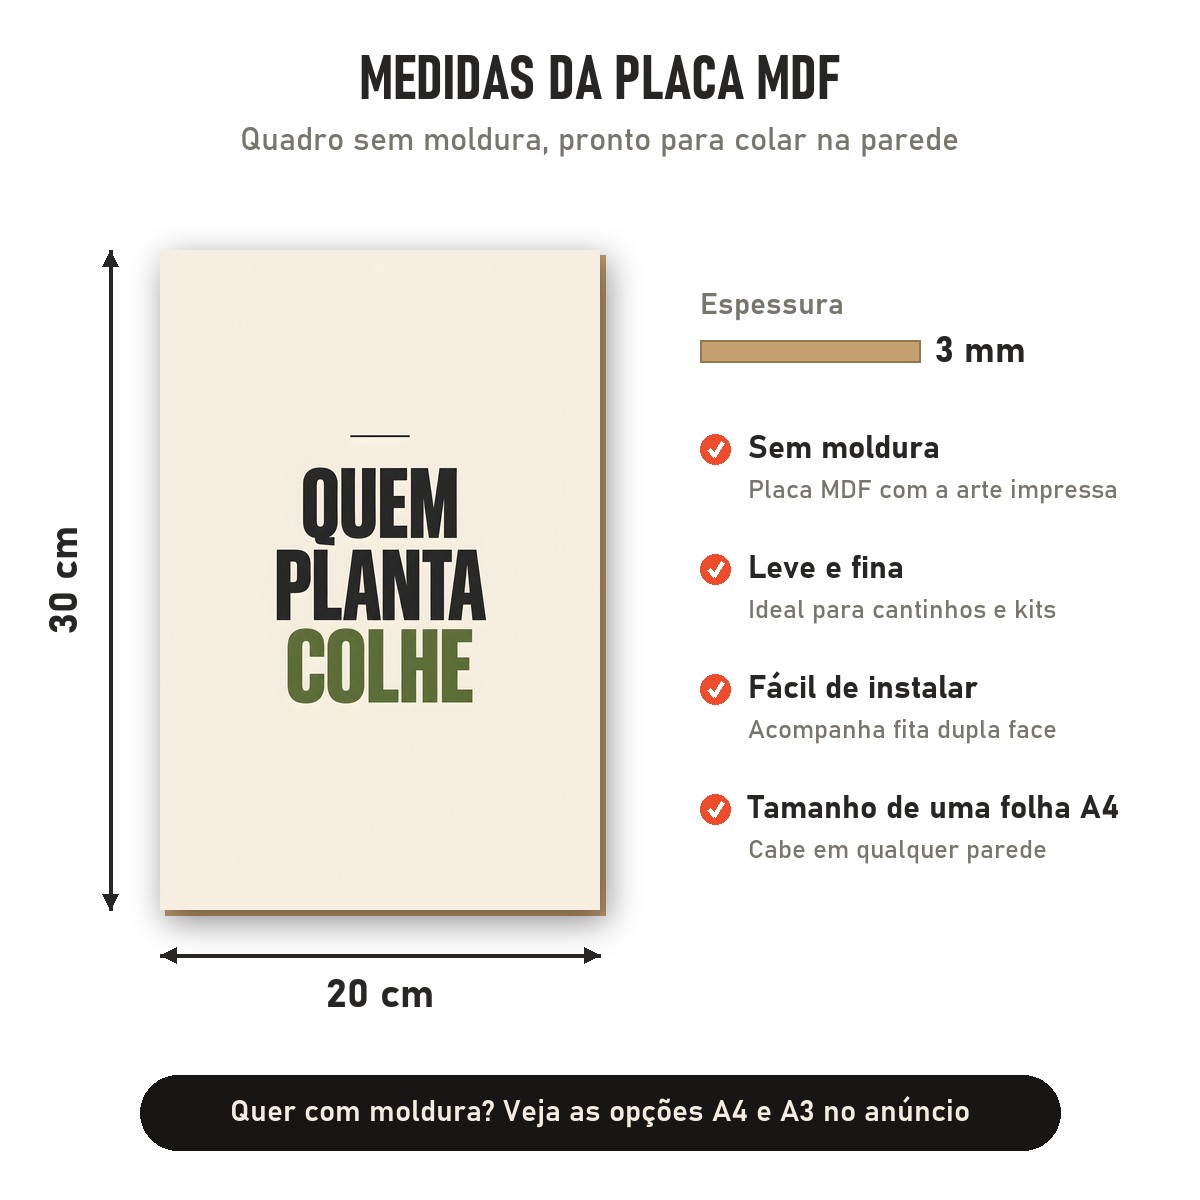 MEDIDAS DA PLACA MDF
Quadro sem moldura, pronto para colar na parede
30 cm
QUEM
PLANTA
COLHE
20 cm
Espessura
3 mm
Sem moldura
Placa MDF com a arte impressa
Leve e fina
Ideal para cantinhos e kits
Fácil de instalar
Acompanha fita dupla face
Tamanho de uma folha A4
Cabe em qualquer parede
Quer com moldura? Veja as opções A4 e A3 no anúncio